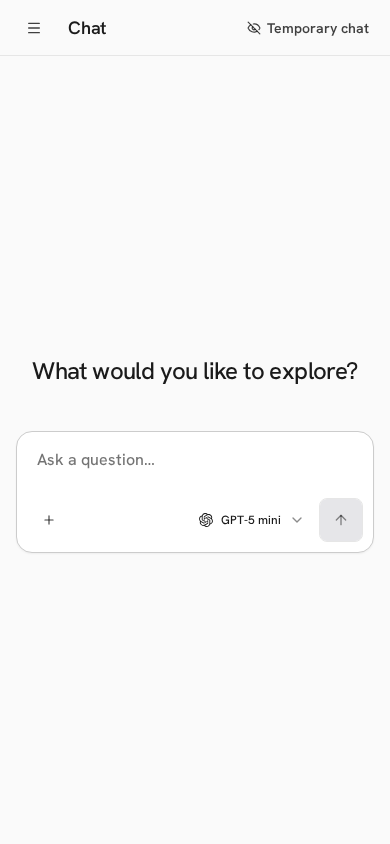 Chat
Temporary chat
What would you like to explore?
Ask a question...
GPT-5 mini